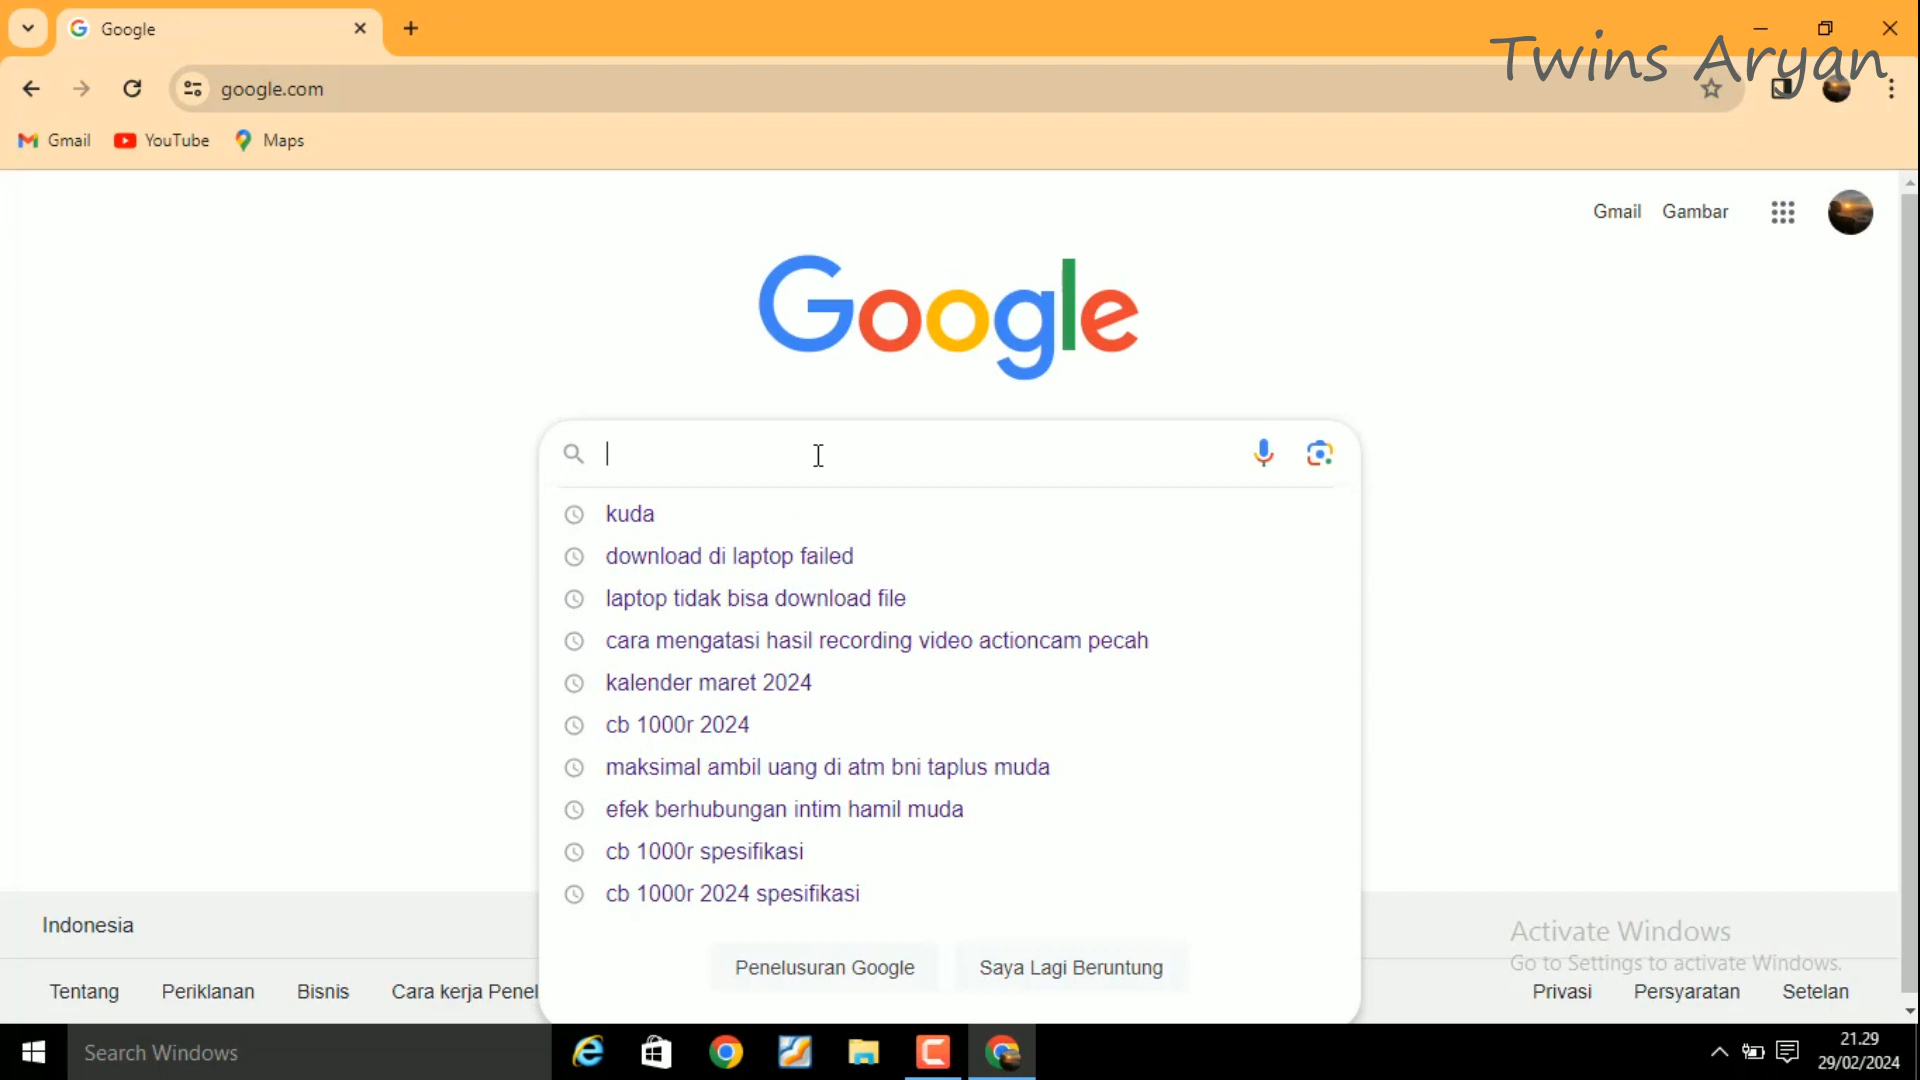 Google
Twins Aryan
google.com
Gmail YouTube Maps
Gmail Gambar
Google
kuda
download di laptop failed
laptop tidak bisa download file
cara mengatasi hasil recording video actioncam pecah
kalender maret 2024
cb 1000r 2024
maksimal ambil uang di atm bni taplus muda
efek berhubungan intim hamil muda
cb 1000r spesifikasi
cb 1000r 2024 spesifikasi
Penelusuran Google Saya Lagi Beruntung
Indonesia
Activate Windows
Go to Settings to activate Windows.
Tentang Periklanan Bisnis Cara kerja Penel Privasi Persyaratan Setelan
Search Windows
21.29
29/02/2024